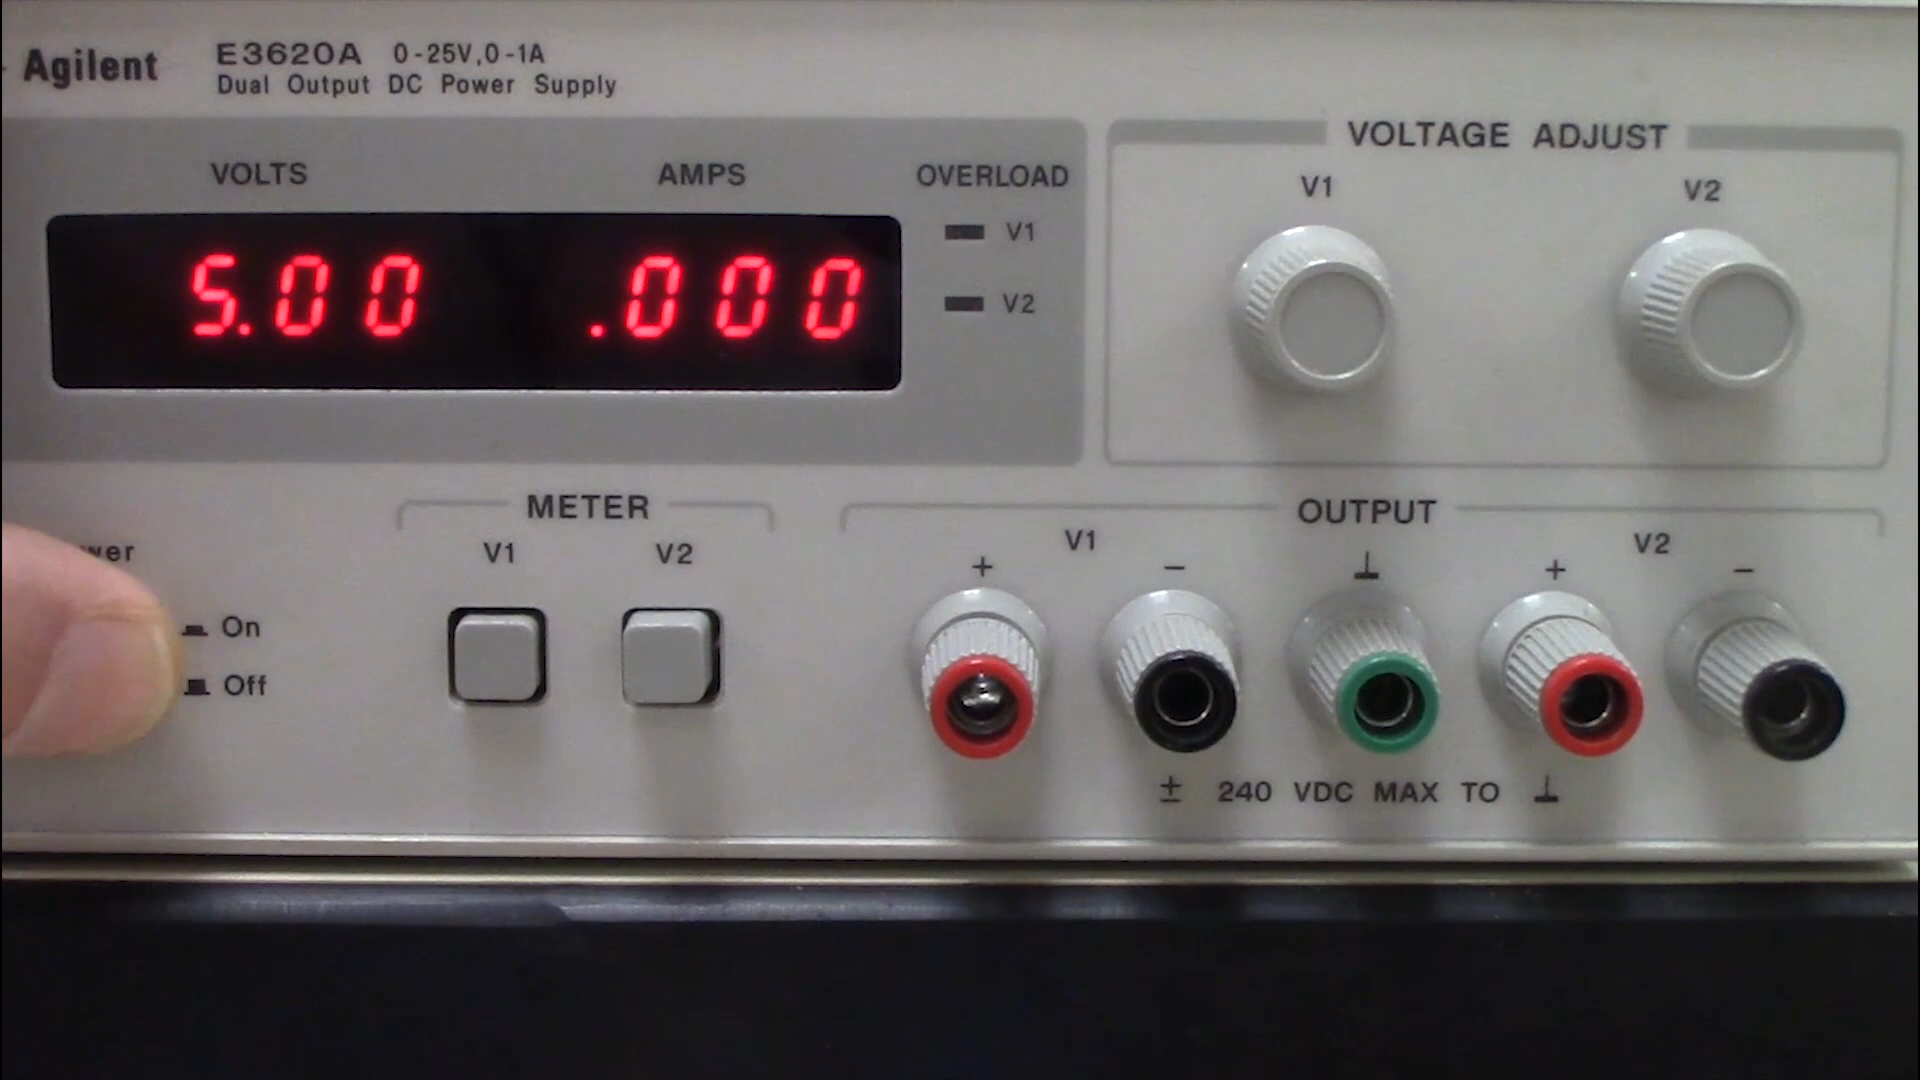 Agilent
E3620A 0-25V,0-1A
Dual Output DC Power Supply
VOLTS AMPS OVERLOAD
V1
V2
5.00 .000
VOLTAGE ADJUST
V1 V2
On
Off
METER
V1 V2
OUTPUT
V1 V2
+ - ⊥ + -
± 240 VDC MAX TO ⊥